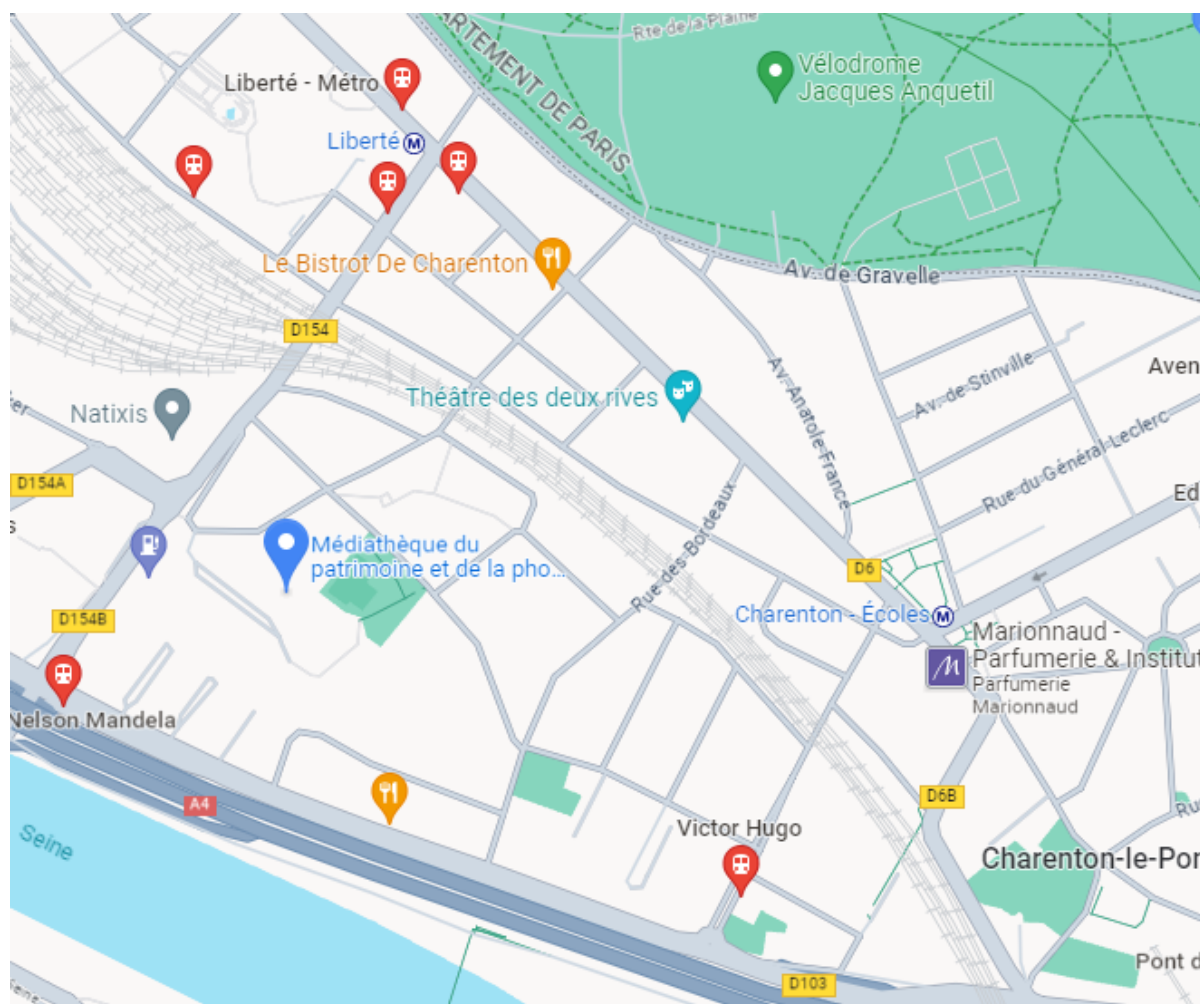 Rte de la Plaine
ARTEMENT DE PARIS
Vélodrome
Jacques Anquetil
Liberté - Métro
Liberté M
Le Bistrot De Charenton
Av. de Gravelle
D154
Av. de Stinville
Aven
Théâtre des deux rives
Av. Anatole France
Natixis
Rue du Général Leclerc
D154A
Ed
Rue des Bordeaux
Médiathèque du
patrimoine et de la pho...
D6
D154B
Charenton - Écoles M
Marionnaud -
Parfumerie & Institut
Parfumerie
Marionnaud
M
Nelson Mandela
D6B
A4
Ru
Victor Hugo
Seine
Charenton-le-Pon
Pont d
D103